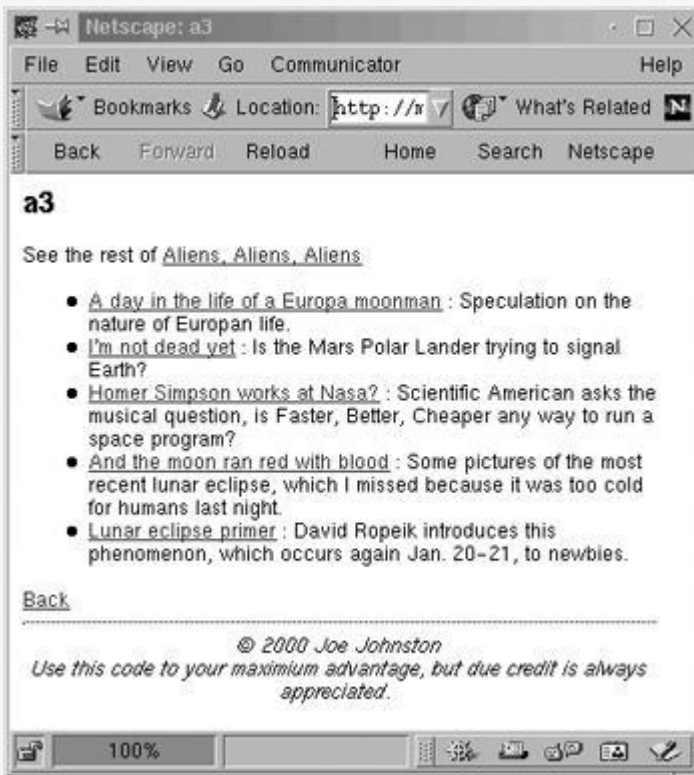 Netscape: a3
File Edit View Go Communicator Help
Bookmarks Location: http://m What's Related N
Back Forward Reload Home Search Netscape
a3
See the rest of Aliens, Aliens, Aliens
A day in the life of a Europa moonman : Speculation on the
nature of Europan life.
I'm not dead yet : Is the Mars Polar Lander trying to signal
Earth?
Homer Simpson works at Nasa? : Scientific American asks the
musical question, is Faster, Better, Cheaper any way to run a
space program?
And the moon ran red with blood : Some pictures of the most
recent lunar eclipse, which I missed because it was too cold
for humans last night.
Lunar eclipse primer : David Ropeik introduces this
phenomenon, which occurs again Jan. 20-21, to newbies.
Back
© 2000 Joe Johnston
Use this code to your maximium advantage, but due credit is always
appreciated.
100%